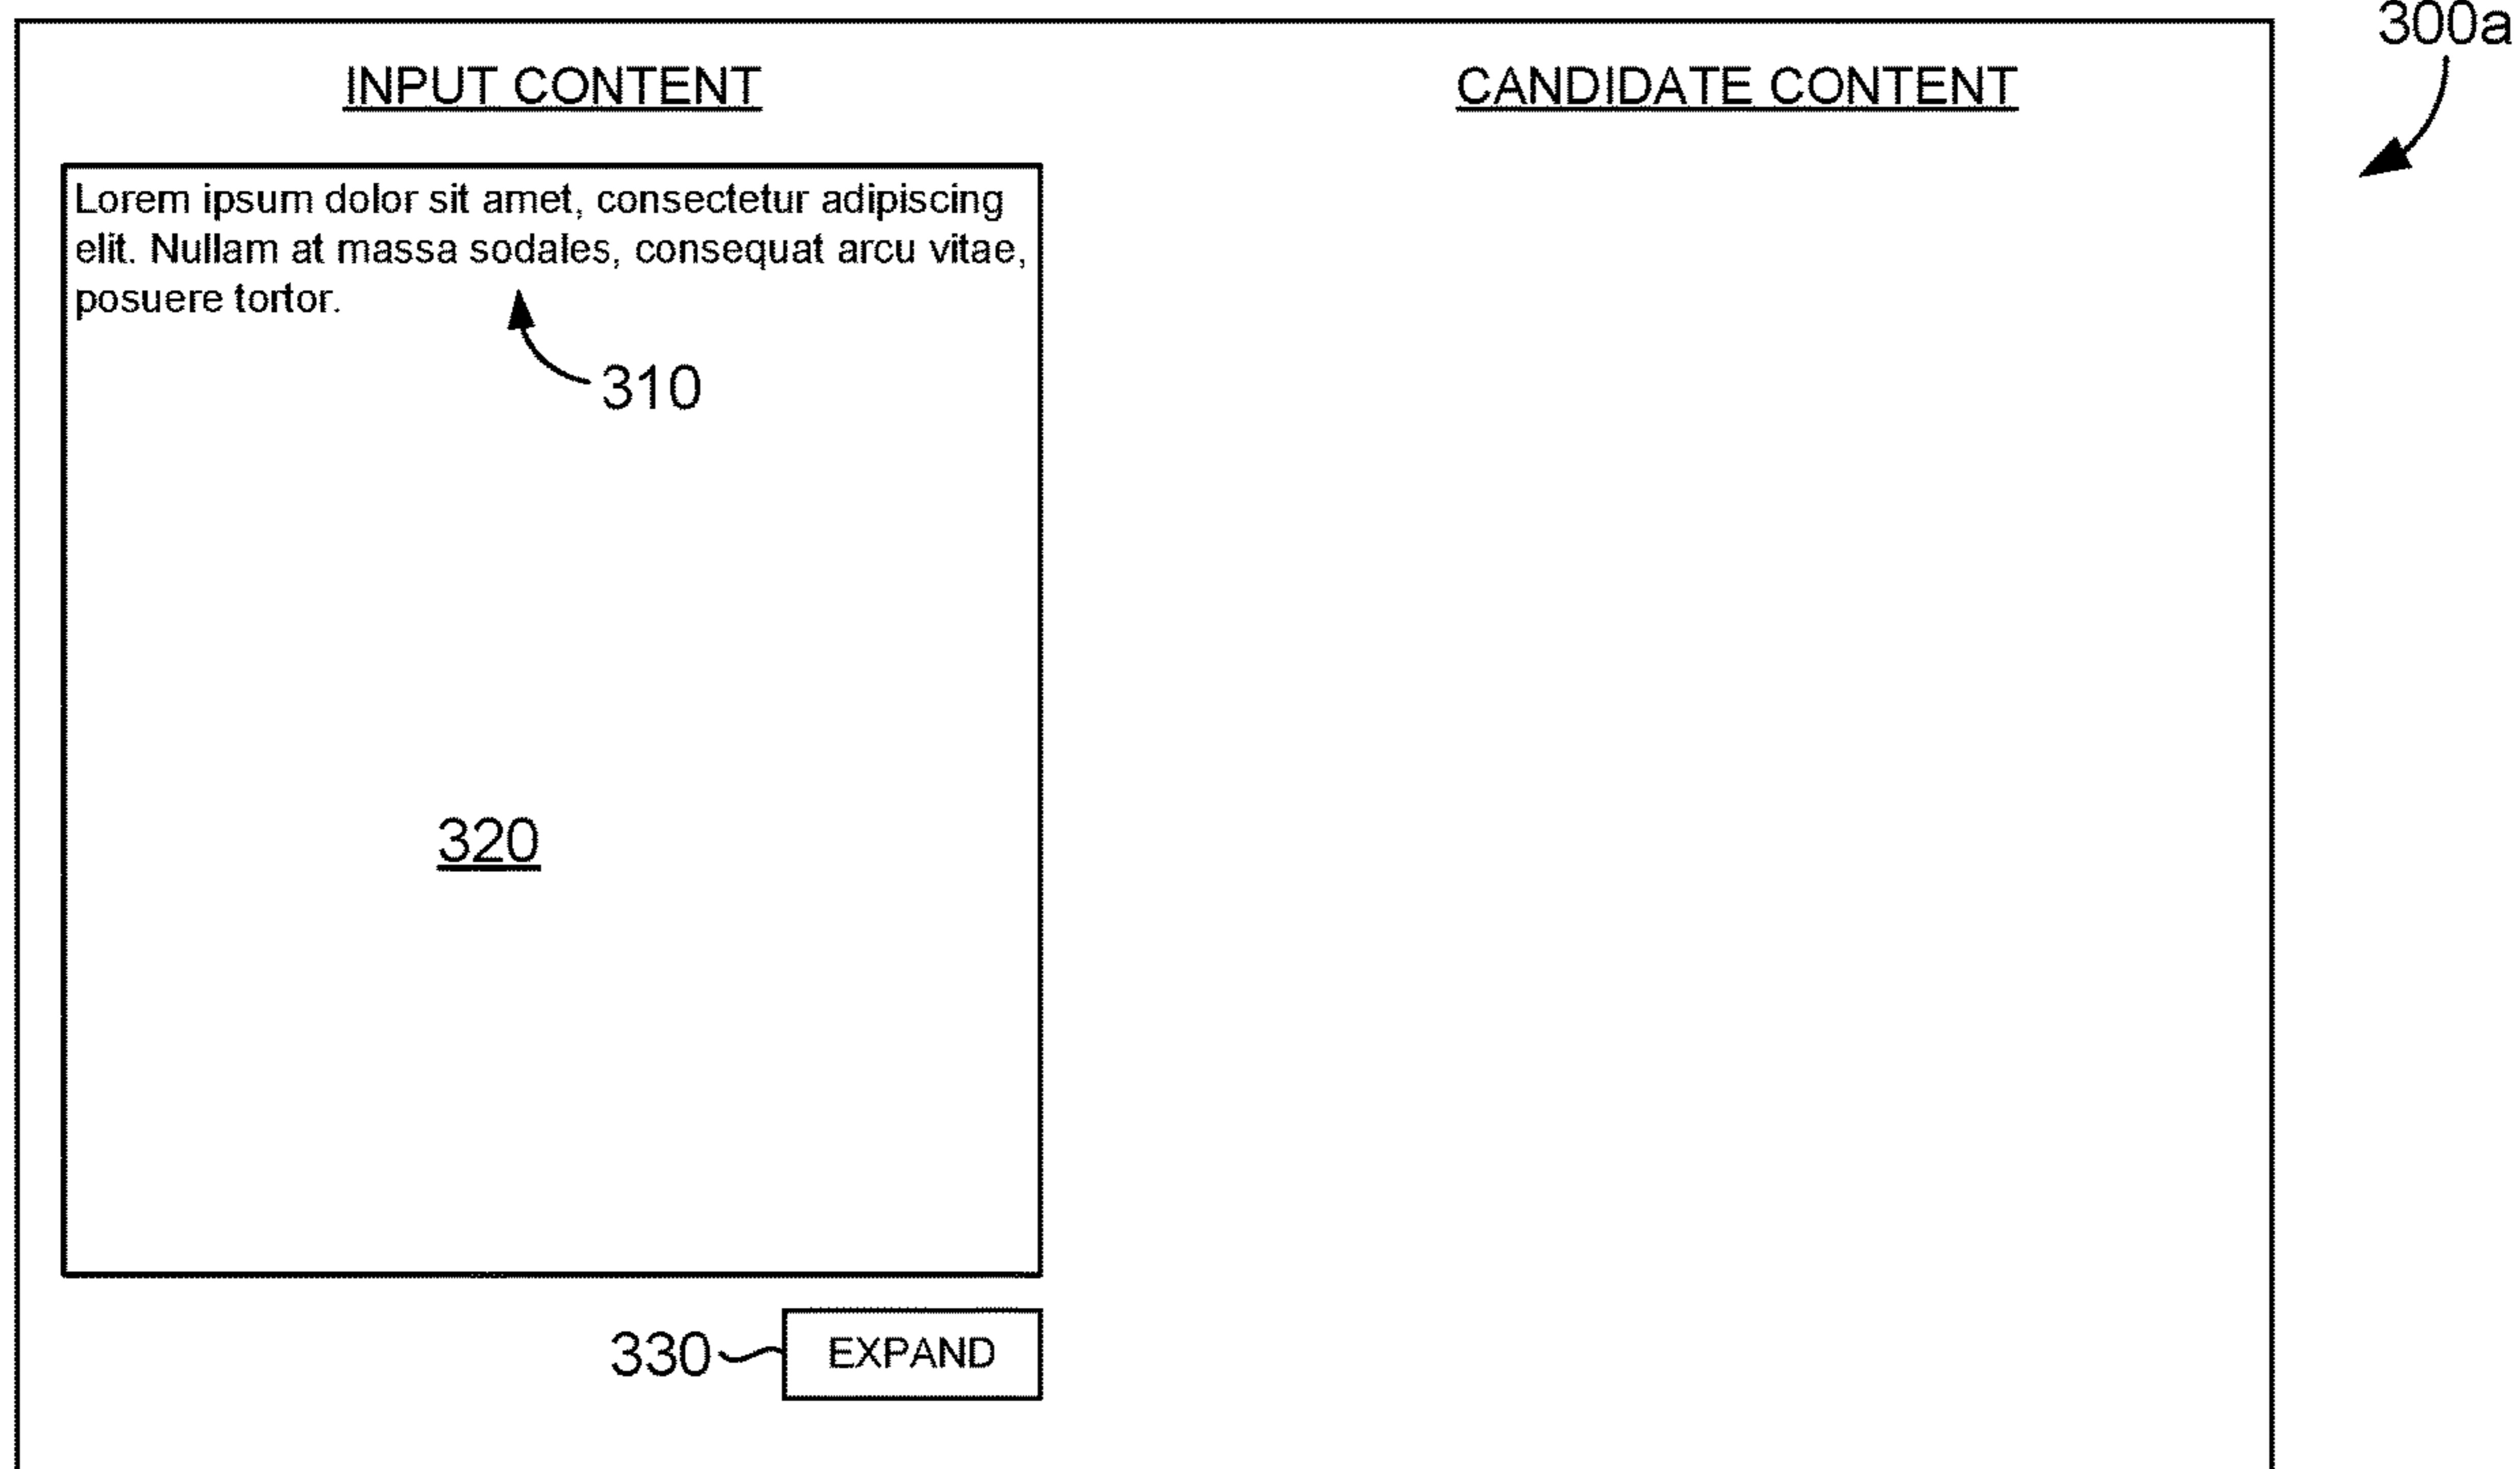 300a
INPUT CONTENT
CANDIDATE CONTENT
Lorem ipsum dolor sit amet, consectetur adipiscing
elit. Nullam at massa sodales, consequat arcu vitae,
posuere tortor.
310
320
330
EXPAND